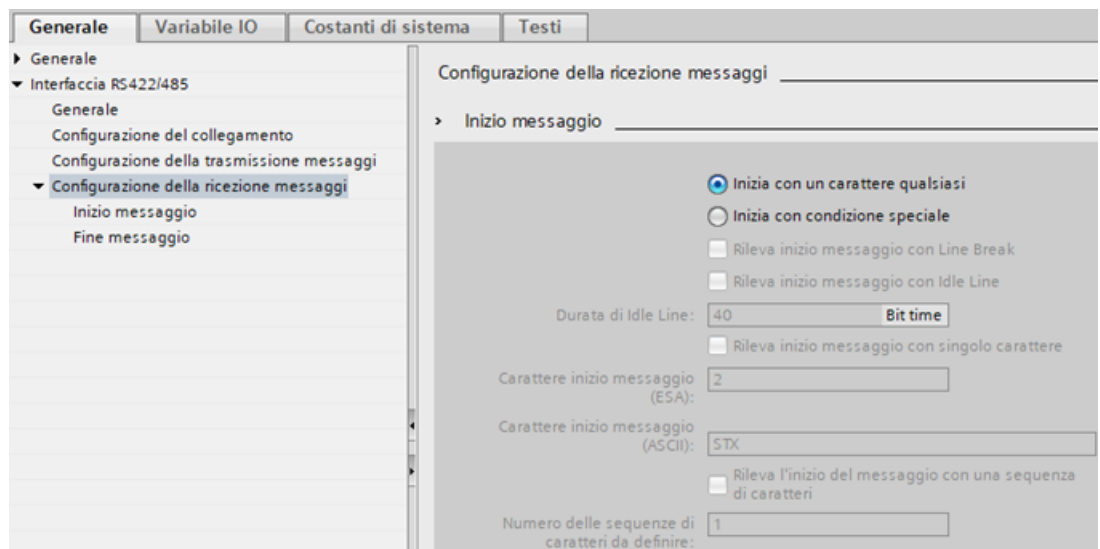 Generale Variabile IO Costanti di sistema Testi
Generale
Interfaccia RS422/485
Generale
Configurazione del collegamento
Configurazione della trasmissione messaggi
Configurazione della ricezione messaggi
Inizio messaggio
Fine messaggio
Configurazione della ricezione messaggi
Inizio messaggio
Inizia con un carattere qualsiasi
Inizia con condizione speciale
Rileva inizio messaggio con Line Break
Rileva inizio messaggio con Idle Line
Durata di Idle Line: 40 Bit time
Rileva inizio messaggio con singolo carattere
Carattere inizio messaggio 2
(ESA):
Carattere inizio messaggio
(ASCII): STX
Rileva l'inizio del messaggio con una sequenza
di caratteri
Numero delle sequenze di 1
caratteri da definire: